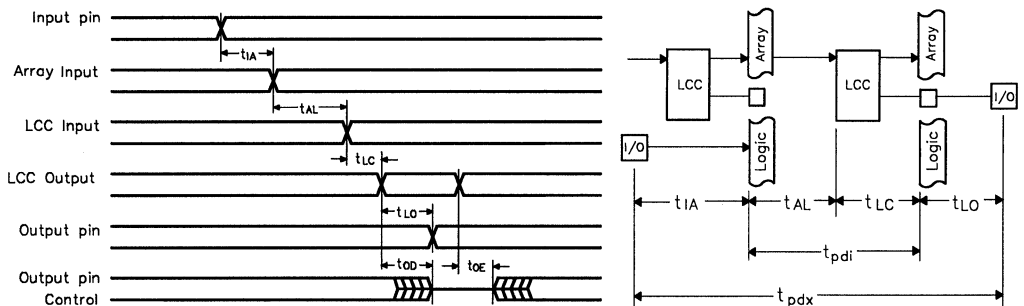 Input pin
tIA
Array Input
tAL
LCC Input
tLC
LCC Output
tLO
Output pin
tOD
tOE
Output pin
Control
LCC
Array
LCC
Array
I/O
I/O
Logic
Logic
tIA
tAL
tLC
tLO
tpdi
tpdx